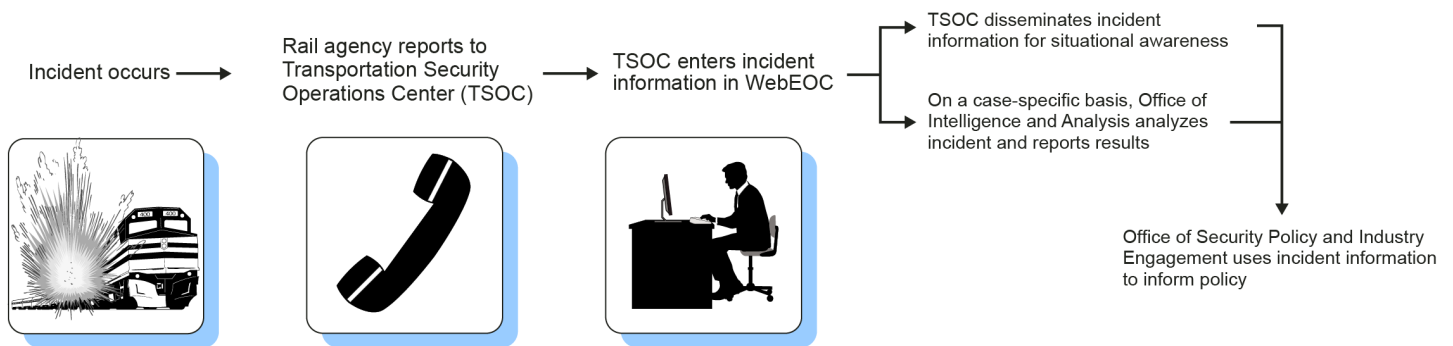 Incident occurs
Rail agency reports to
Transportation Security
Operations Center (TSOC)
TSOC enters incident
information in WebEOC
TSOC disseminates incident
information for situational awareness
On a case-specific basis, Office of
Intelligence and Analysis analyzes
incident and reports results
Office of Security Policy and Industry
Engagement uses incident information
to inform policy
400 400